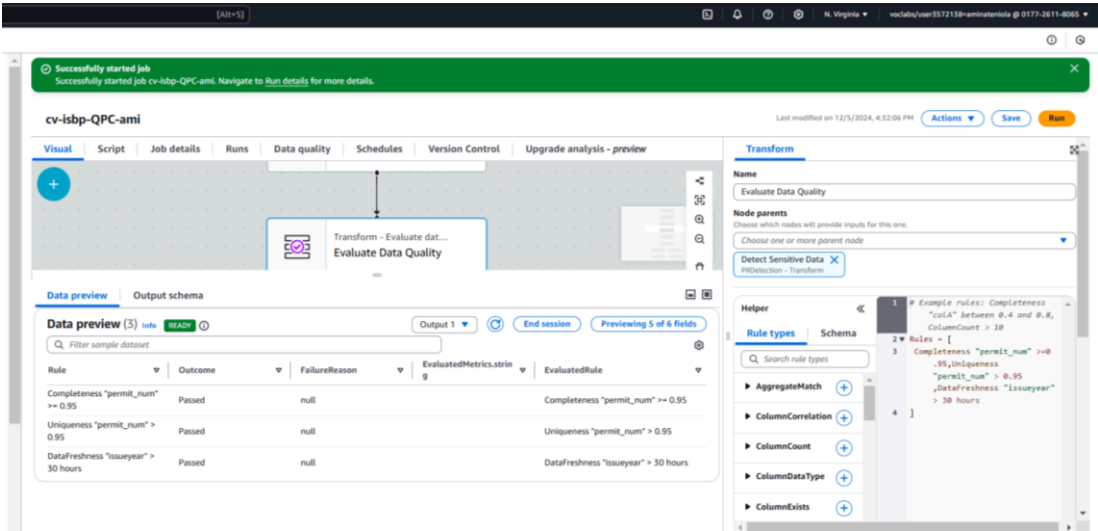 [Alt+S]
N. Virginia
voclabs/user3572138=aminateniola @ 0177-2611-8065
Successfully started job
Successfully started job cv-isbp-QPC-ami. Navigate to Run details for more details.
cv-isbp-QPC-ami
Last modified on 12/5/2024, 4:32:06 PM
Actions
Save
Run
Visual
Script
Job details
Runs
Data quality
Schedules
Version Control
Upgrade analysis - preview
Transform - Evaluate dat...
Evaluate Data Quality
Data preview
Output schema
Data preview (3) Info READY
Output 1
End session
Previewing 5 of 6 fields
Filter sample dataset
Rule
Outcome
FailureReason
EvaluatedMetrics.strin
g
EvaluatedRule
Completeness "permit_num"
>= 0.95
Passed
null
Completeness "permit_num" >= 0.95
Uniqueness "permit_num" >
0.95
Passed
null
Uniqueness "permit_num" > 0.95
DataFreshness "issueyear" >
30 hours
Passed
null
DataFreshness "issueyear" > 30 hours
Transform
Name
Evaluate Data Quality
Node parents
Choose which nodes will provide inputs for this one.
Choose one or more parent node
Detect Sensitive Data
PIIDetection - Transform
Helper
Rule types
Schema
Search rule types
AggregateMatch
ColumnCorrelation
ColumnCount
ColumnDataType
ColumnExists
1 # Example rules: Completeness
"colA" between 0.4 and 0.8,
ColumnCount > 10
2 Rules = [
3 Completeness "permit_num" >=0
.95,Uniqueness
"permit_num" > 0.95
,DataFreshness "issueyear"
> 30 hours
4 ]